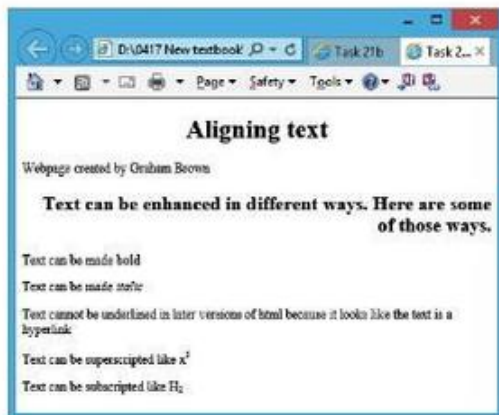 D:\0417 New textbook
Task 21b
Task 2...
Page
Safety
Tools
Aligning text
Webpage created by Graham Brown
Text can be enhanced in different ways. Here are some
of those ways.
Text can be made bold
Text can be made italic
Text cannot be underlined in later versions of html because it looks like the text is a
hyperlink
Text can be superscripted like x⁵
Text can be subscripted like H₂